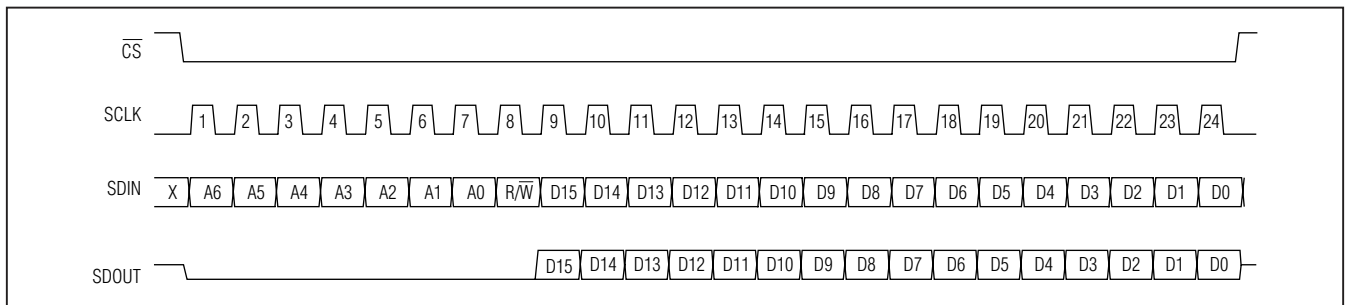 C̅S̅
SCLK 1 2 3 4 5 6 7 8 9 10 11 12 13 14 15 16 17 18 19 20 21 22 23 24
SDIN X A6 A5 A4 A3 A2 A1 A0 R/W̅ D15 D14 D13 D12 D11 D10 D9 D8 D7 D6 D5 D4 D3 D2 D1 D0
SDOUT D15 D14 D13 D12 D11 D10 D9 D8 D7 D6 D5 D4 D3 D2 D1 D0